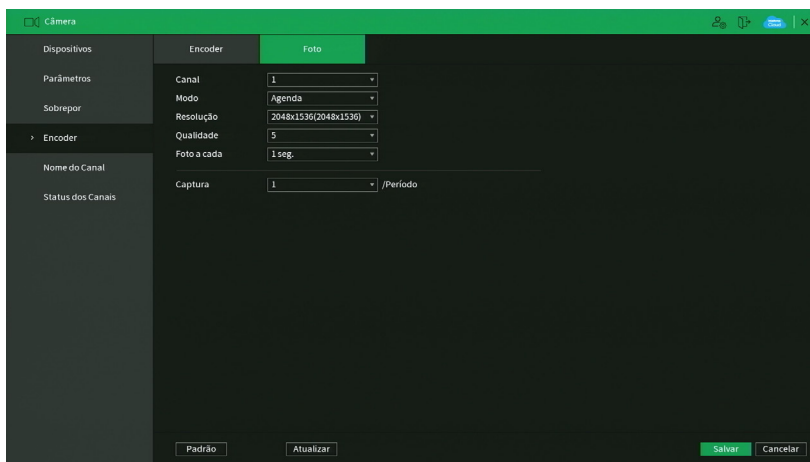 Câmera
Cloud
Dispositivos
Parâmetros
Sobrepor
Encoder
Nome do Canal
Status dos Canais
Encoder
Foto
Canal 1
Modo Agenda
Resolução 2048x1536(2048x1536)
Qualidade 5
Foto a cada 1 seg.
Captura 1 /Período
Padrão
Atualizar
Salvar
Cancelar